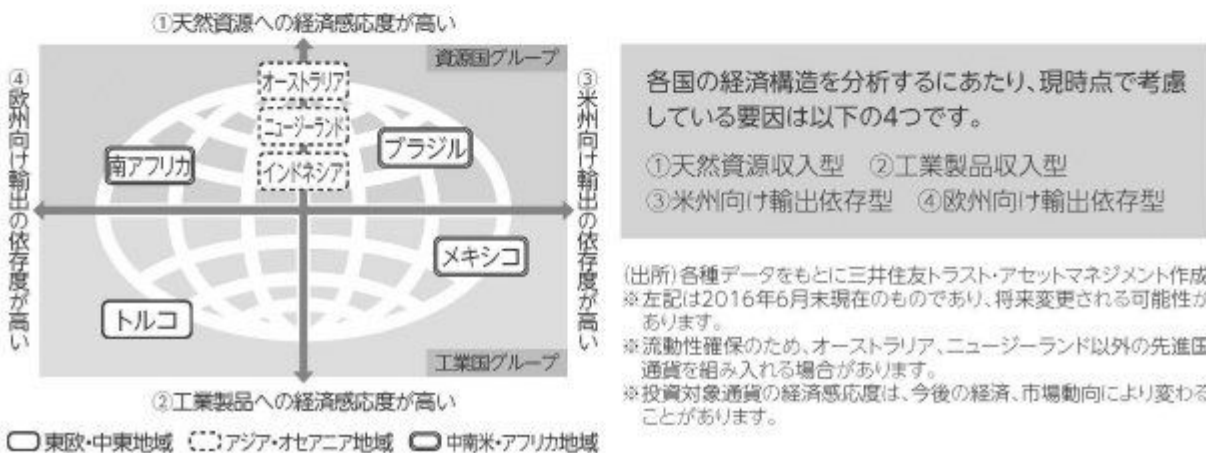 ①天然資源への経済感応度が高い
資源国グループ
④欧州向け輸出の依存度が高い
オーストラリア
ニュージーランド
インドネシア
南アフリカ
ブラジル
メキシコ
トルコ
③米州向け輸出の依存度が高い
工業国グループ
②工業製品への経済感応度が高い
東欧・中東地域 アジア・オセアニア地域 中南米・アフリカ地域
各国の経済構造を分析するにあたり、現時点で考慮
している要因は以下の4つです。
①天然資源収入型 ②工業製品収入型
③米州向け輸出依存型 ④欧州向け輸出依存型
(出所)各種データをもとに三井住友トラスト・アセットマネジメント作成
※左記は2016年6月末現在のものであり、将来変更される可能性が
あります。
※流動性確保のため、オーストラリア、ニュージーランド以外の先進国
通貨を組み入れる場合があります。
※投資対象通貨の経済感応度は、今後の経済、市場動向により変わる
ことがあります。